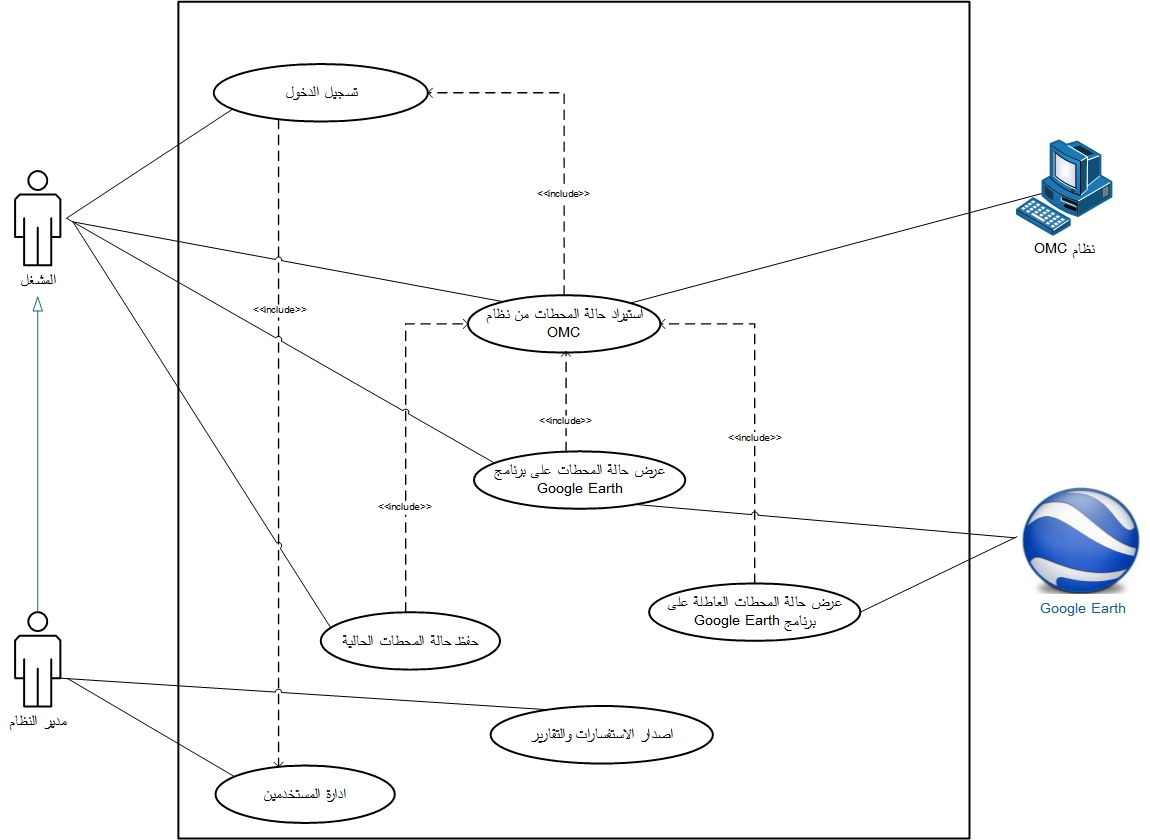 تسجيل الدخول
<<include>>
المشغل
نظام OMC
<<include>>
استيراد حالة المحطات من نظام
OMC
<<include>>
<<include>>
عرض حالة المحطات على برنامج
Google Earth
<<include>>
عرض حالة المحطات العاطلة على
برنامج Google Earth
Google Earth
حفظ حالة المحطات الحالية
مدير النظام
اصدار الاستفسارات والتقارير
ادارة المستخدمين